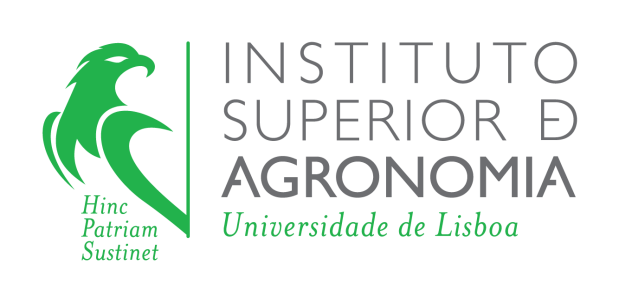 INSTITUTO
SUPERIOR Ð
AGRONOMIA
Universidade de Lisboa
Hinc
Patriam
Sustinet